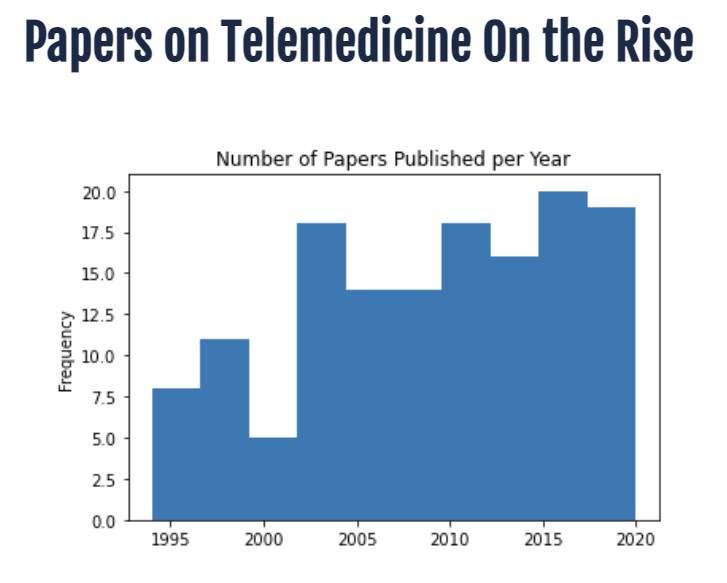 Papers on Telemedicine On the Rise
Number of Papers Published per Year
Frequency
20.0
17.5
15.0
12.5
10.0
7.5
5.0
2.5
0.0
1995 2000 2005 2010 2015 2020